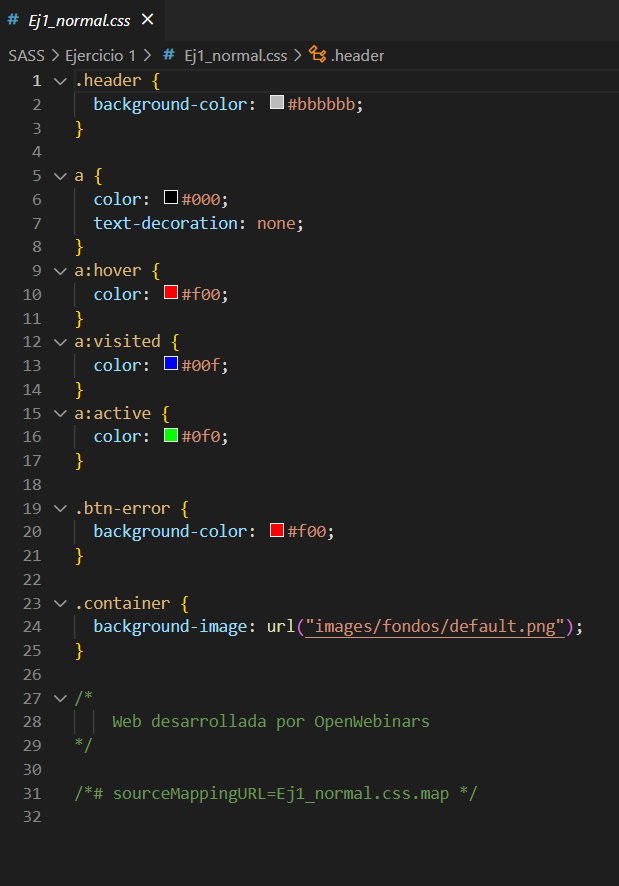 # Ej1_normal.css ×
SASS > Ejercicio 1 > # Ej1_normal.css > .header
1 .header {
2   background-color: #bbbbbb;
3 }
4
5 a {
6   color: #000;
7   text-decoration: none;
8 }
9 a:hover {
10   color: #f00;
11 }
12 a:visited {
13   color: #00f;
14 }
15 a:active {
16   color: #0f0;
17 }
18
19 .btn-error {
20   background-color: #f00;
21 }
22
23 .container {
24   background-image: url("images/fondos/default.png");
25 }
26
27 /*
28     Web desarrollada por OpenWebinars
29 */
30
31 /*# sourceMappingURL=Ej1_normal.css.map */
32